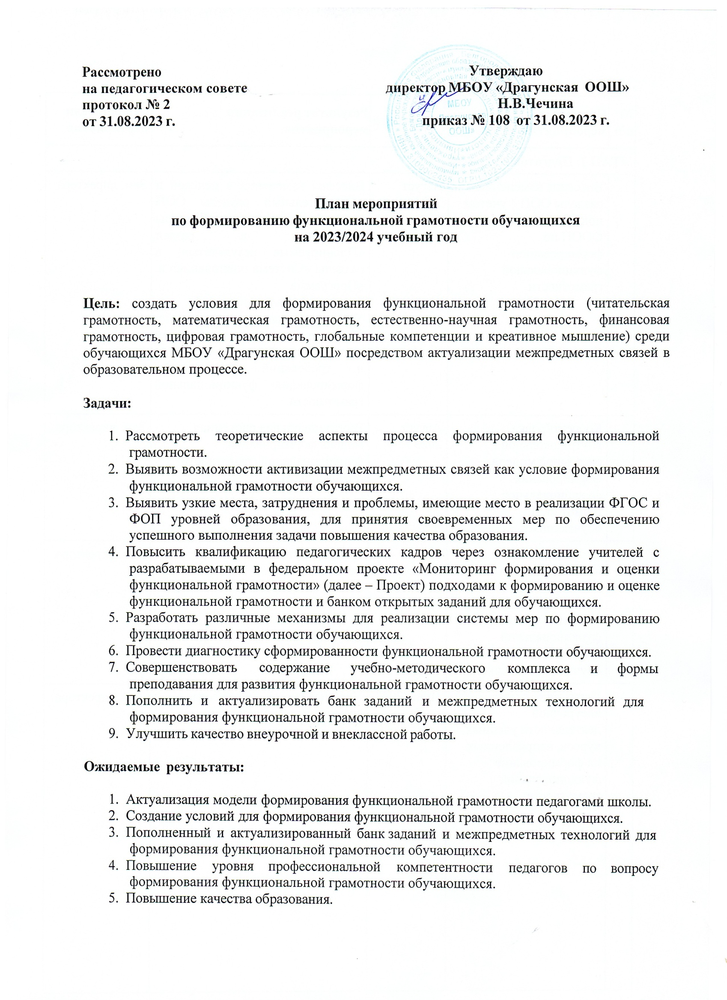 Рассмотрено
на педагогическом совете
протокол № 2
от 31.08.2023 г.
Утверждаю
директор МБОУ «Драгунская ООШ»
Н.В.Чечина
приказ № 108 от 31.08.2023 г.
МБОУ
ООШ»
План мероприятий
по формированию функциональной грамотности обучающихся
на 2023/2024 учебный год
Цель: создать условия для формирования функциональной грамотности (читательская
грамотность, математическая грамотность, естественно-научная грамотность, финансовая
грамотность, цифровая грамотность, глобальные компетенции и креативное мышление) среди
обучающихся МБОУ «Драгунская ООШ» посредством актуализации межпредметных связей в
образовательном процессе.
Задачи:
1. Рассмотреть теоретические аспекты процесса формирования функциональной
грамотности.
2. Выявить возможности активизации межпредметных связей как условие формирования
функциональной грамотности обучающихся.
3. Выявить узкие места, затруднения и проблемы, имеющие место в реализации ФГОС и
ФОП уровней образования, для принятия своевременных мер по обеспечению
успешного выполнения задачи повышения качества образования.
4. Повысить квалификацию педагогических кадров через ознакомление учителей с
разрабатываемыми в федеральном проекте «Мониторинг формирования и оценки
функциональной грамотности» (далее – Проект) подходами к формированию и оценке
функциональной грамотности и банком открытых заданий для обучающихся.
5. Разработать различные механизмы для реализации системы мер по формированию
функциональной грамотности обучающихся.
6. Провести диагностику сформированности функциональной грамотности обучающихся.
7. Совершенствовать содержание учебно-методического комплекса и формы
преподавания для развития функциональной грамотности обучающихся.
8. Пополнить и актуализировать банк заданий и межпредметных технологий для
формирования функциональной грамотности обучающихся.
9. Улучшить качество внеурочной и внеклассной работы.
Ожидаемые результаты:
1. Актуализация модели формирования функциональной грамотности педагогами школы.
2. Создание условий для формирования функциональной грамотности обучающихся.
3. Пополненный и актуализированный банк заданий и межпредметных технологий для
формирования функциональной грамотности обучающихся.
4. Повышение уровня профессиональной компетентности педагогов по вопросу
формирования функциональной грамотности обучающихся.
5. Повышение качества образования.